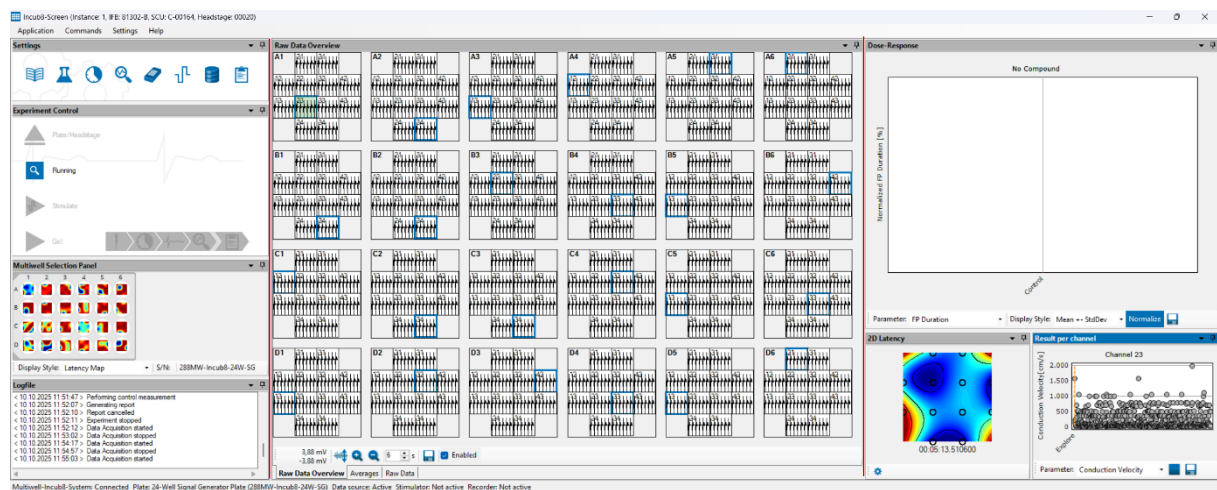 Incub8-Screen (Instance: 1, IFB: 81302-B, SCU: C-00164, Headstage: 00020)
Application Commands Settings Help
Settings
Experiment Control
Plate/Headstage
Running
Stimulate
Go!
Multiwell Selection Panel
1 2 3 4 5 6
A
B
C
D
Display Style: Latency Map S/N: 288MW-Incub8-24W-SG
Logfile
< 10.10.2025 11:51:47 > Performing control measurement
< 10.10.2025 11:52:07 > Generating report
< 10.10.2025 11:52:10 > Report cancelled
< 10.10.2025 11:52:11 > Experiment stopped
< 10.10.2025 11:52:12 > Data Acquisition started
< 10.10.2025 11:53:02 > Data Acquisition stopped
< 10.10.2025 11:54:17 > Data Acquisition started
< 10.10.2025 11:54:57 > Data Acquisition stopped
< 10.10.2025 11:55:03 > Data Acquisition started
Raw Data Overview
A1 A2 A3 A4 A5 A6
B1 B2 B3 B4 B5 B6
C1 C2 C3 C4 C5 C6
D1 D2 D3 D4 D5 D6
3,88 mV
-3,88 mV
6 s Enabled
Raw Data Overview Averages Raw Data
Dose-Response
No Compound
Normalized FP Duration [%]
Control
Parameter: FP Duration Display Style: Mean +- StdDev Normalize
2D Latency
00:05:13.510600
Result per channel
Channel 23
Conduction Velocity[cm/s]
2.000
1.500
1.000
500
0
Explore
Parameter: Conduction Velocity
Multiwell-Incub8-System: Connected Plate: 24-Well Signal Generator Plate (288MW-Incub8-24W-SG) Data source: Active Stimulator: Not active Recorder: Not active